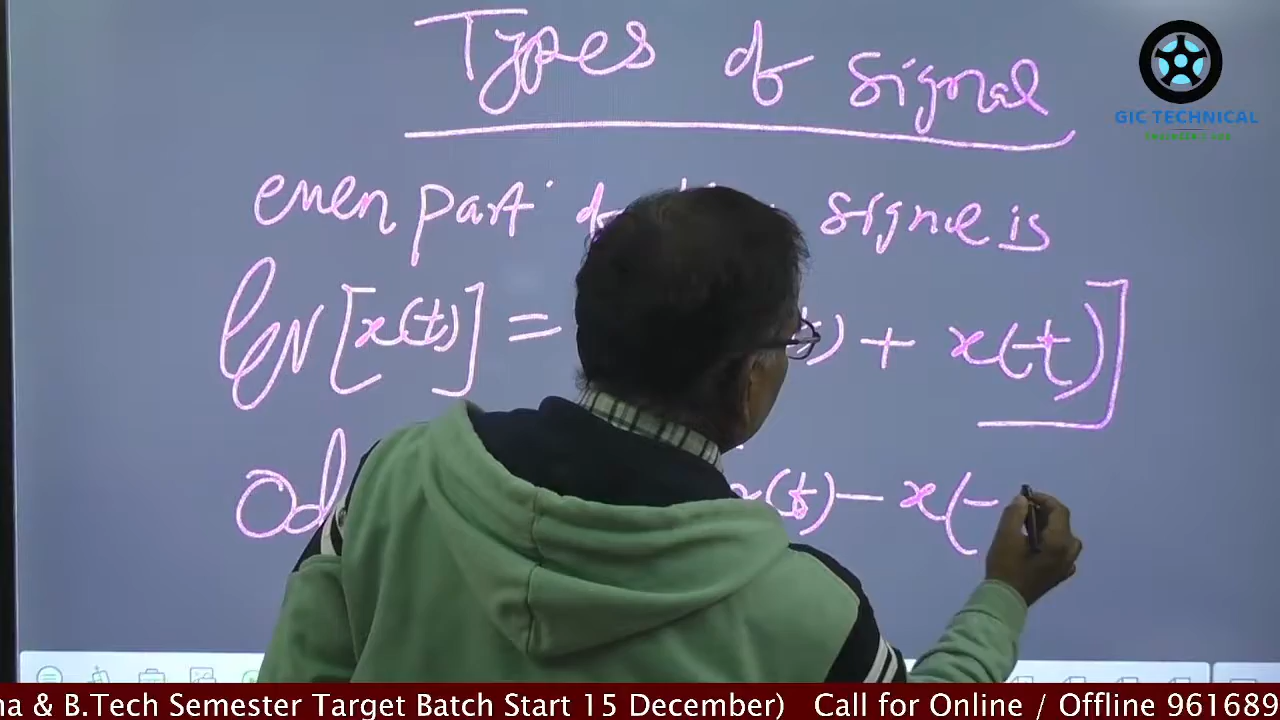 Types of signal
GIC TECHNICAL
even part of signal is
Ev[x(t)] = t) + x(-t)]
Od x(t) - x(-
na & B.Tech Semester Target Batch Start 15 December) Call for Online / Offline 961689